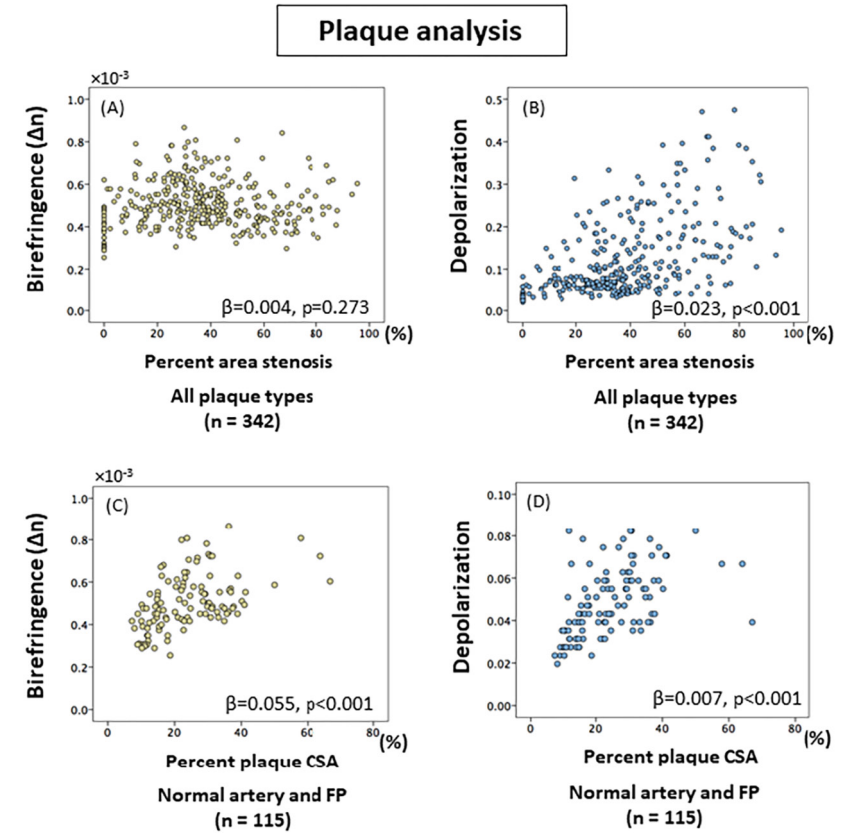 Plaque analysis
×10-3
(A)
Birefringence (Δn)
1.0
0.8
0.6
0.4
0.2
0.0
β=0.004, p=0.273
0 20 40 60 80 100 (%)
Percent area stenosis
All plaque types
(n = 342)
(B)
Depolarization
0.5
0.4
0.3
0.2
0.1
0.0
β=0.023, p<0.001
0 20 40 60 80 100 (%)
Percent area stenosis
All plaque types
(n = 342)
×10-3
(C)
Birefringence (Δn)
1.0
0.8
0.6
0.4
0.2
0.0
β=0.055, p<0.001
0 20 40 60 80 (%)
Percent plaque CSA
Normal artery and FP
(n = 115)
(D)
Depolarization
0.10
0.08
0.06
0.04
0.02
0.00
β=0.007, p<0.001
0 20 40 60 80 (%)
Percent plaque CSA
Normal artery and FP
(n = 115)